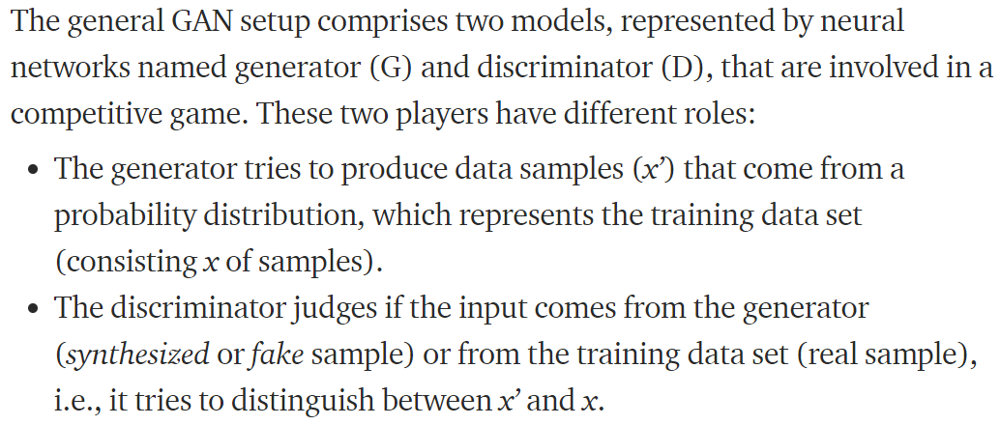 The general GAN setup comprises two models, represented by neural
networks named generator (G) and discriminator (D), that are involved in a
competitive game. These two players have different roles:
• The generator tries to produce data samples (x’) that come from a
probability distribution, which represents the training data set
(consisting x of samples).
• The discriminator judges if the input comes from the generator
(synthesized or fake sample) or from the training data set (real sample),
i.e., it tries to distinguish between x’ and x.